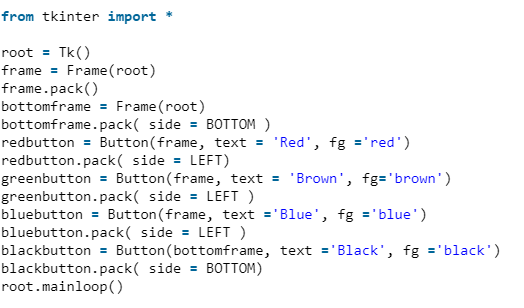 from tkinter import *
root = Tk()
frame = Frame(root)
frame.pack()
bottomframe = Frame(root)
bottomframe.pack( side = BOTTOM )
redbutton = Button(frame, text = 'Red', fg ='red')
redbutton.pack( side = LEFT)
greenbutton = Button(frame, text = 'Brown', fg='brown')
greenbutton.pack( side = LEFT )
bluebutton = Button(frame, text ='Blue', fg ='blue')
bluebutton.pack( side = LEFT )
blackbutton = Button(bottomframe, text ='Black', fg ='black')
blackbutton.pack( side = BOTTOM)
root.mainloop()